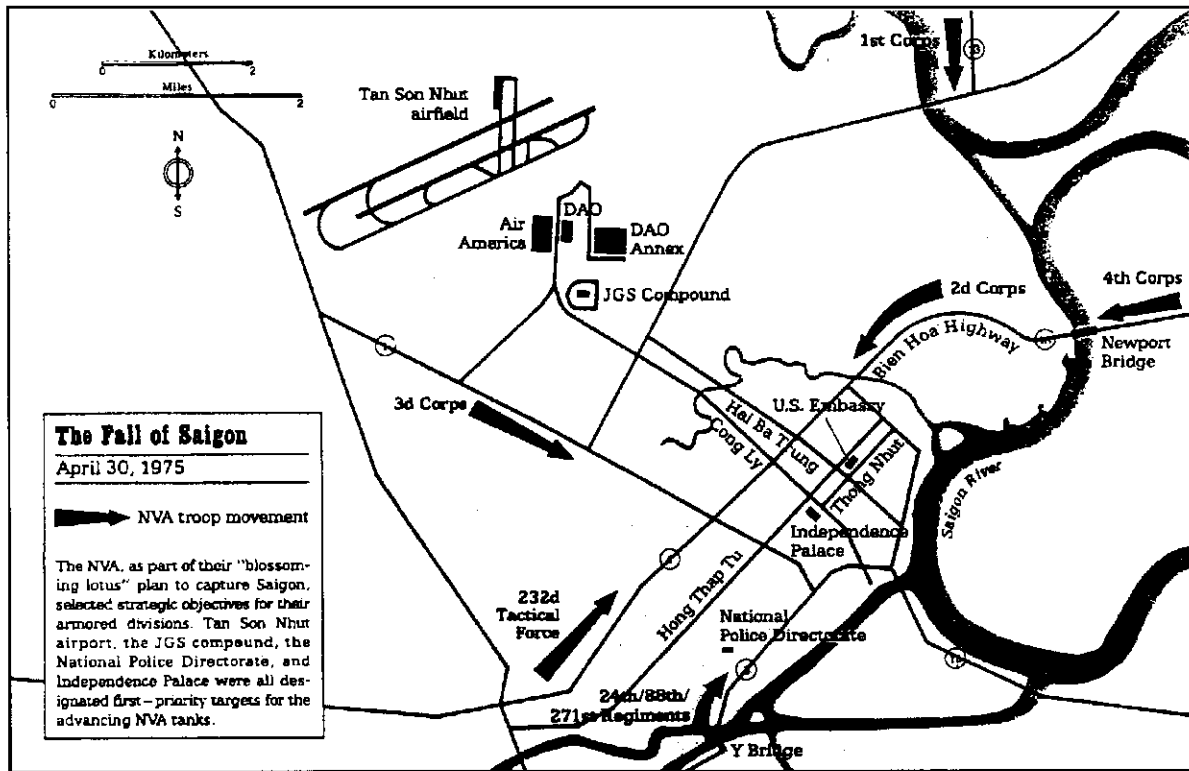 Kilometers
0 2
Miles
0 2
N
S
Tan Son Nhut
airfield
1st Corps
13
Air
America
DAO
DAO
Annex
JGS Compound
2d Corps
4th Corps
Newport
Bridge
Bien Hoa Highway
1
3d Corps
U.S. Embassy
Hai Ba Trung
Cong Ly
Thong Nhut
Saigon River
Independence
Palace
Hong Thap Tu
232d
Tactical
Force
National
Police Directorate
24th/88th/
271st Regiments
Y Bridge
The Fall of Saigon
April 30, 1975
NVA troop movement
The NVA, as part of their "blossom-
ing lotus" plan to capture Saigon,
selected strategic objectives for their
armored divisions. Tan Son Nhut
airport, the JGS compound, the
National Police Directorate, and
Independence Palace were all des-
ignated first-priority targets for the
advancing NVA tanks.